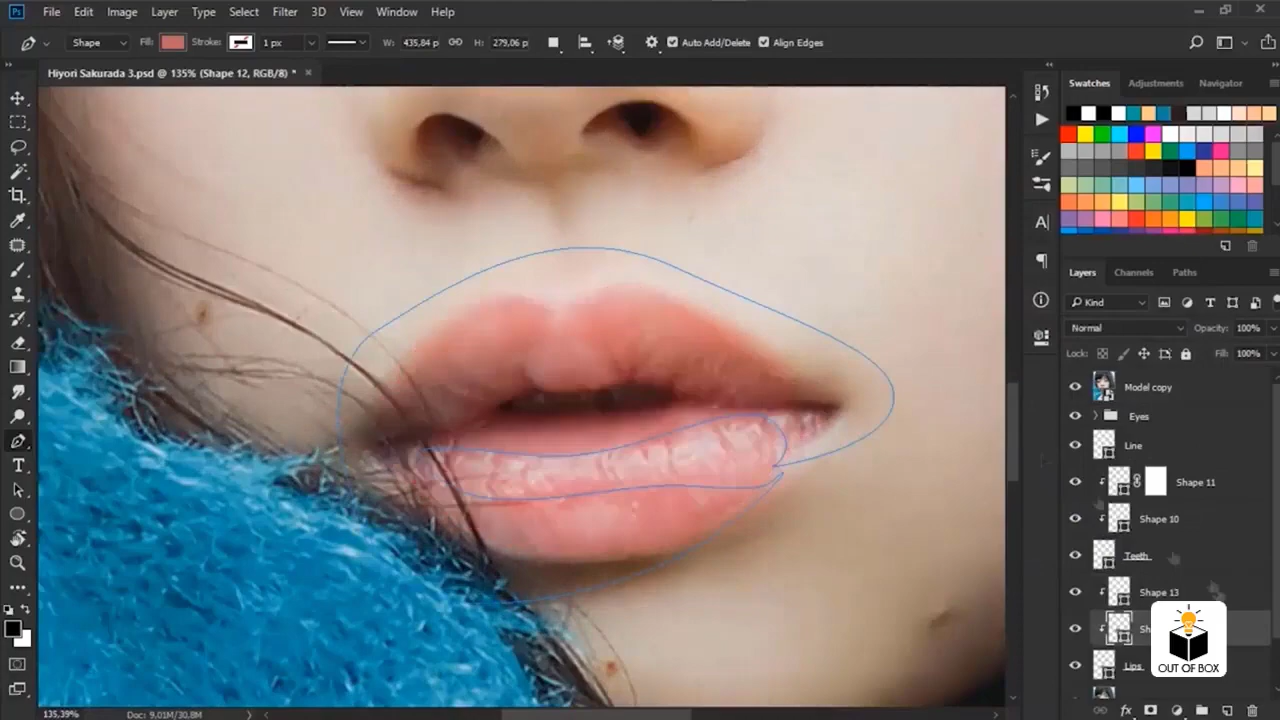 Ps File Edit Image Layer Type Select Filter 3D View Window Help
Shape Fill: Stroke: 1 px W: 435,84 p H: 279,06 p Auto Add/Delete Align Edges
Hiyori Sakurada 3.psd @ 135% (Shape 12, RGB/8) *
Swatches Adjustments Navigator
Layers Channels Paths
Kind
Normal Opacity: 100%
Lock: Fill: 100%
Model copy
Eyes
Line
Shape 11
Shape 10
Teeth
Shape 13
Sh
Lips
OUT OF BOX
135,39% Doc: 9,01M/30,8M